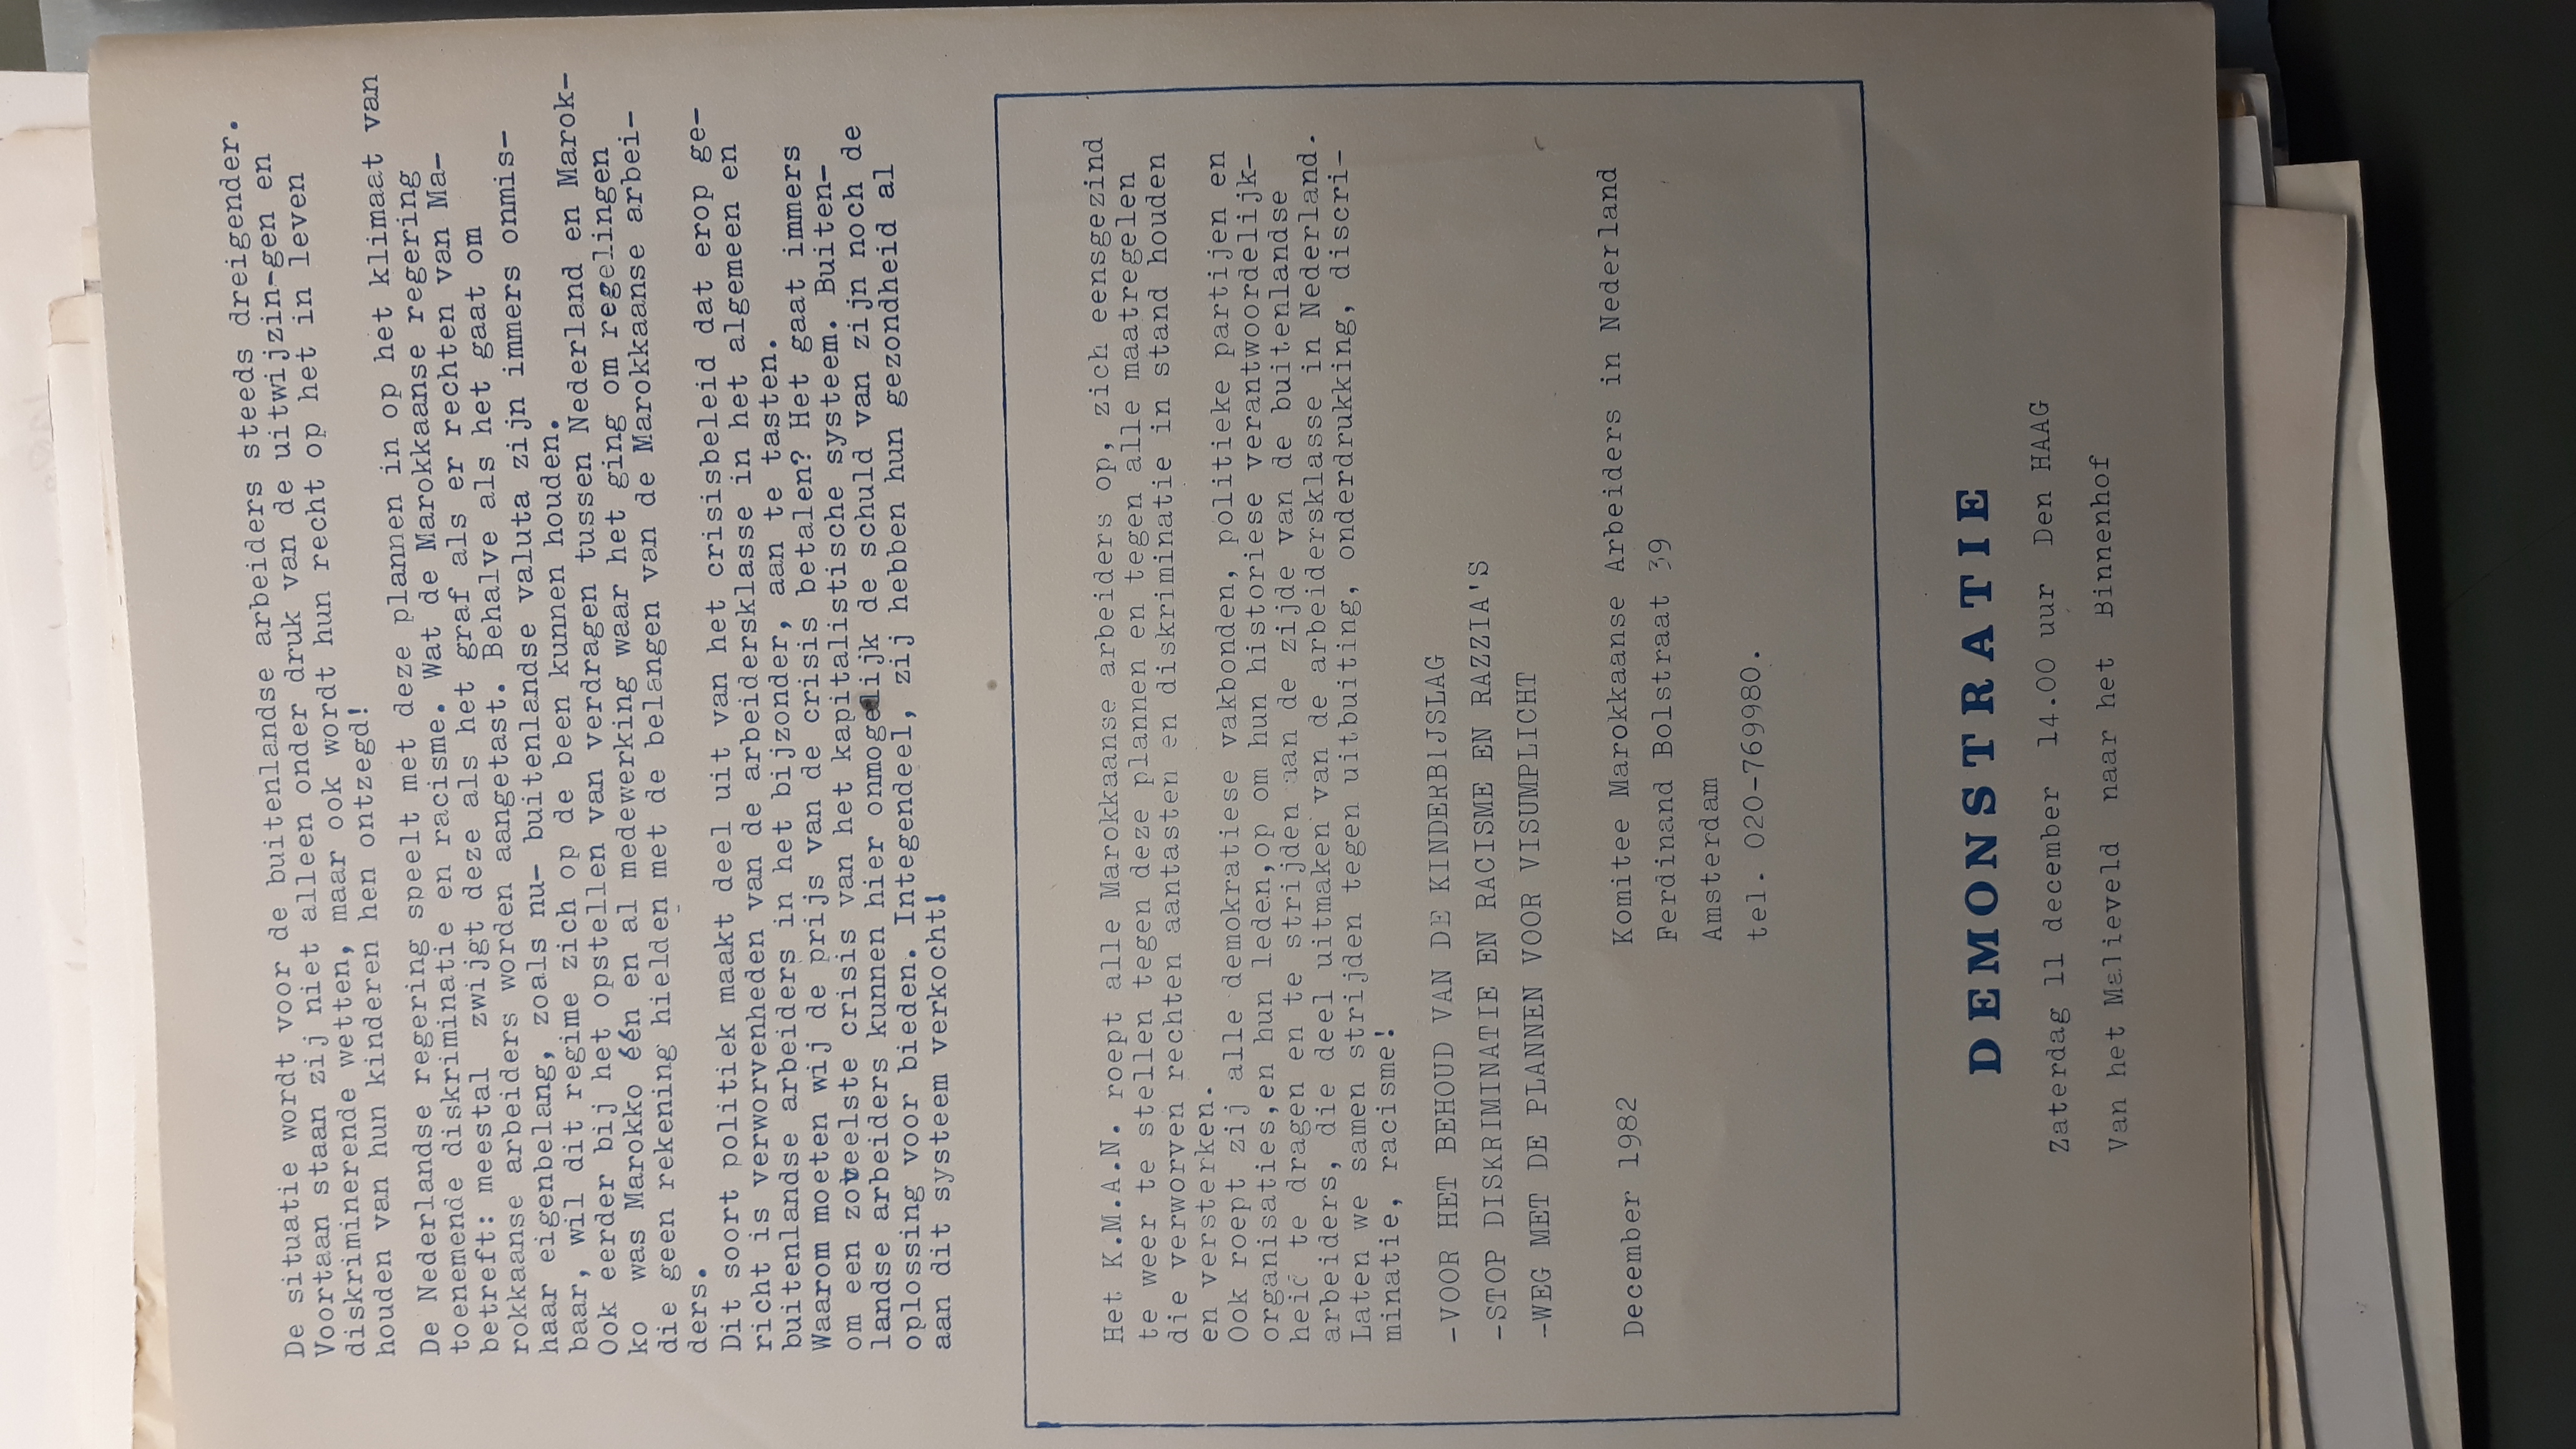 De situatie wordt voor de buitenlandse arbeiders steeds dreigender.
Voortaan staan zij niet alleen onder druk van de uitwijzin-gen en
diskriminerende wetten, maar ook wordt hun recht op het in leven
houden van hun kinderen hen ontzegd!
De Nederlandse regering speelt met deze plannen in op het klimaat van
toenemende diskriminatie en racisme. Wat de Marokkaanse regering
betreft: meestal zwijgt deze als het graf als er rechten van Ma-
rokkaanse arbeiders worden aangetast. Behalve als het gaat om
haar eigenbelang, zoals nu- buitenlandse valuta zijn immers onmis-
baar, wil dit regime zich op de been kunnen houden.
Ook eerder bij het opstellen van verdragen tussen Nederland en Marok-
ko was Marokko één en al medewerking waar het ging om regelingen
die geen rekening hielden met de belangen van de Marokkaanse arbei-
ders.
Dit soort politiek maakt deel uit van het crisisbeleid dat erop ge-
richt is verworvenheden van de arbeidersklasse in het algemeen en
buitenlandse arbeiders in het bijzonder, aan te tasten.
Waarom moeten wij de prijs van de crisis betalen? Het gaat immers
om een zoveelste crisis van het kapitalistische systeem. Buiten-
landse arbeiders kunnen hier onmogelijk de schuld van zijn noch de
oplossing voor bieden. Integendeel, zij hebben hun gezondheid al
aan dit systeem verkocht!
Het K.M.A.N. roept alle Marokkaanse arbeiders op, zich eensgezind
te weer te stellen tegen deze plannen en tegen alle maatregelen
die verworven rechten aantasten en diskriminatie in stand houden
en versterken.
Ook roept zij alle demokratiese vakbonden, politieke partijen en
organisaties,en hun leden,op om hun historiese verantwoordelijk-
heid te dragen en te strijden aan de zijde van de buitenlandse
arbeiders, die deel uitmaken van de arbeidersklasse in Nederland.
Laten we samen strijden tegen uitbuiting, onderdrukking, discri-
minatie, racisme!
-VOOR HET BEHOUD VAN DE KINDERBIJSLAG
-STOP DISKRIMINATIE EN RACISME EN RAZZIA'S
-WEG MET DE PLANNEN VOOR VISUMPLICHT
December 1982
Komitee Marokkaanse Arbeiders in Nederland
Ferdinand Bolstraat 39
Amsterdam
tel. 020-769980.
DEMONSTRATIE
Zaterdag 11 december 14.00 uur Den HAAG
Van het Malieveld naar het Binnenhof